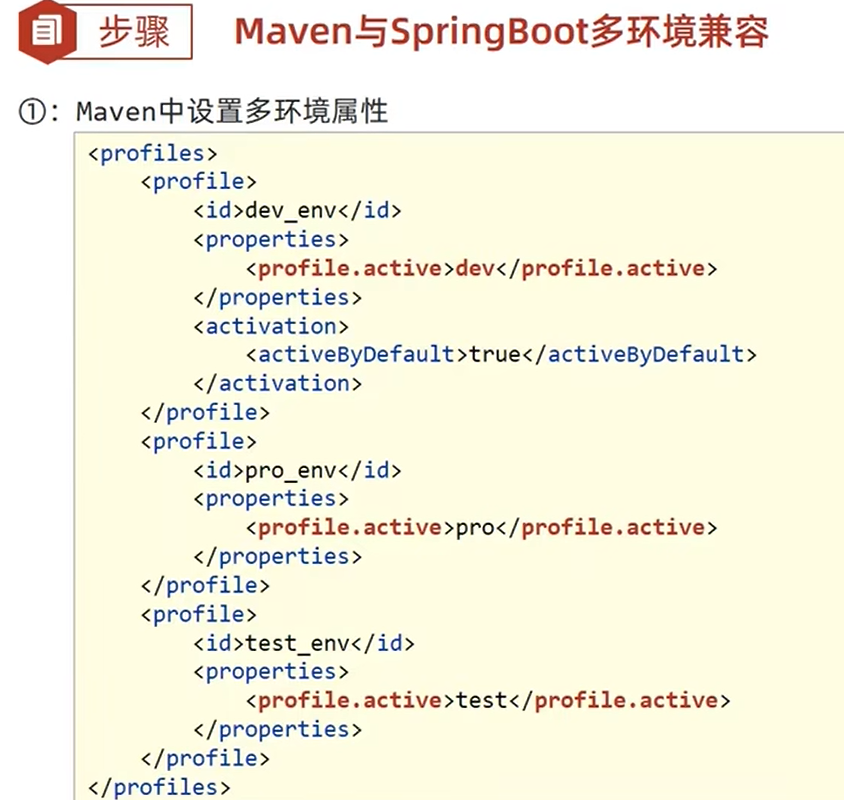 步骤
Maven与SpringBoot多环境兼容
①：Maven中设置多环境属性
<profiles>
    <profile>
        <id>dev_env</id>
        <properties>
            <profile.active>dev</profile.active>
        </properties>
        <activation>
            <activeByDefault>true</activeByDefault>
        </activation>
    </profile>
    <profile>
        <id>pro_env</id>
        <properties>
            <profile.active>pro</profile.active>
        </properties>
    </profile>
    <profile>
        <id>test_env</id>
        <properties>
            <profile.active>test</profile.active>
        </properties>
    </profile>
</profiles>